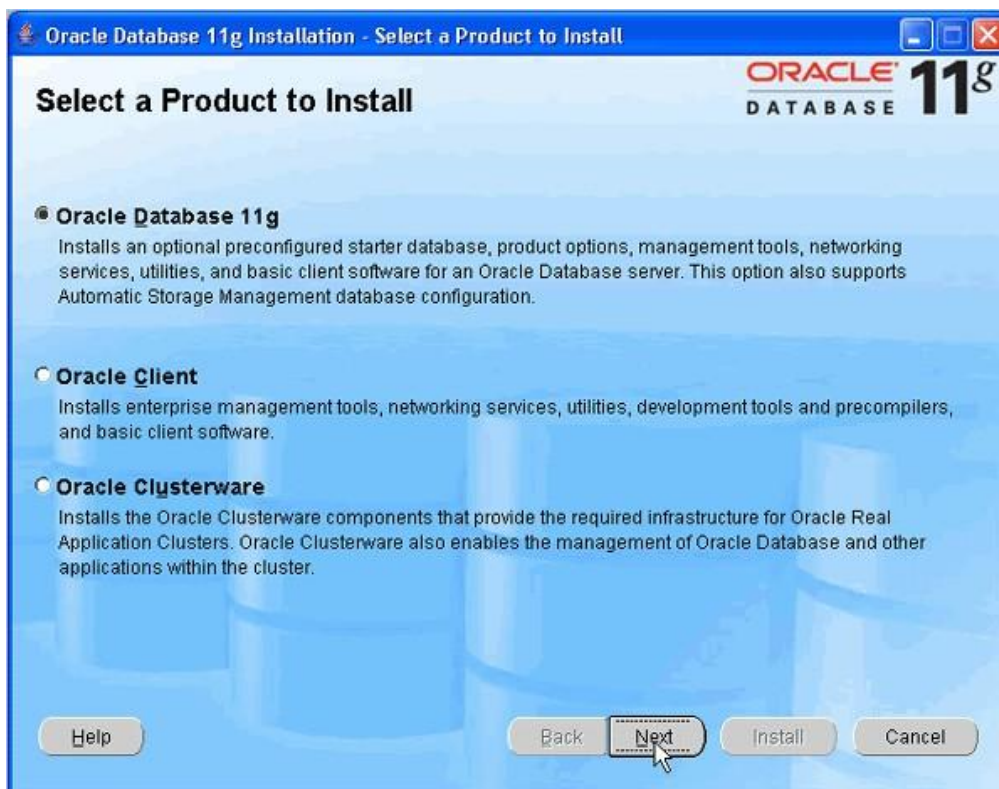 Oracle Database 11g Installation - Select a Product to Install
Select a Product to Install
ORACLE
DATABASE 11g
Oracle Database 11g
Installs an optional preconfigured starter database, product options, management tools, networking
services, utilities, and basic client software for an Oracle Database server. This option also supports
Automatic Storage Management database configuration.
Oracle Client
Installs enterprise management tools, networking services, utilities, development tools and precompilers,
and basic client software.
Oracle Clusterware
Installs the Oracle Clusterware components that provide the required infrastructure for Oracle Real
Application Clusters. Oracle Clusterware also enables the management of Oracle Database and other
applications within the cluster.
Help Back Next Install Cancel